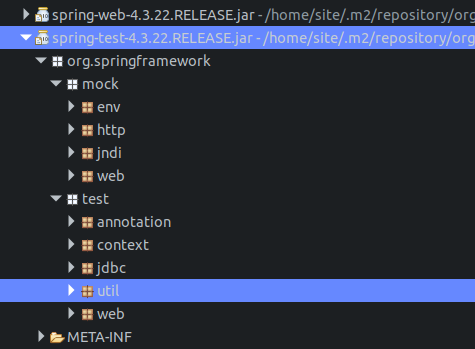 spring-web-4.3.22.RELEASE.jar - /home/site/.m2/repository/org
spring-test-4.3.22.RELEASE.jar - /home/site/.m2/repository/org
org.springframework
mock
env
http
jndi
web
test
annotation
context
jdbc
util
web
META-INF